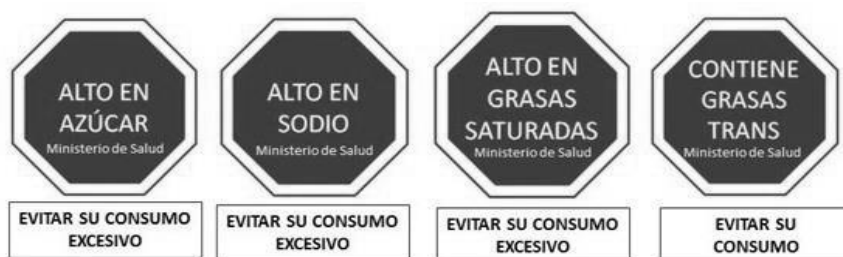 ALTO EN
AZÚCAR
Ministerio de Salud
EVITAR SU CONSUMO
EXCESIVO
ALTO EN
SODIO
Ministerio de Salud
EVITAR SU CONSUMO
EXCESIVO
ALTO EN
GRASAS
SATURADAS
Ministerio de Salud
EVITAR SU CONSUMO
EXCESIVO
CONTIENE
GRASAS
TRANS
Ministerio de Salud
EVITAR SU
CONSUMO